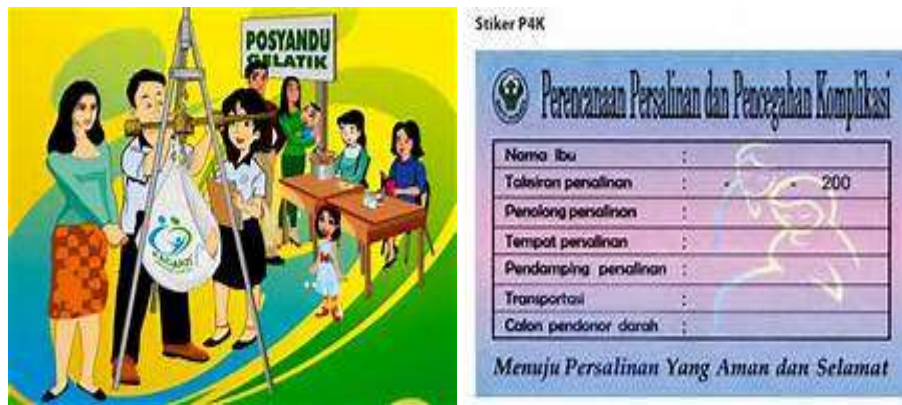 POSYANDU
GELATIK
Stiker P4K
Perencanaan Persalinan dan Pencegahan Komplikasi
Nama Ibu :
Taksiran persalinan : - - 200
Penolong persalinan :
Tempat persalinan :
Pendamping persalinan :
Transportasi :
Calon pendonor darah :
Menuju Persalinan Yang Aman dan Selamat